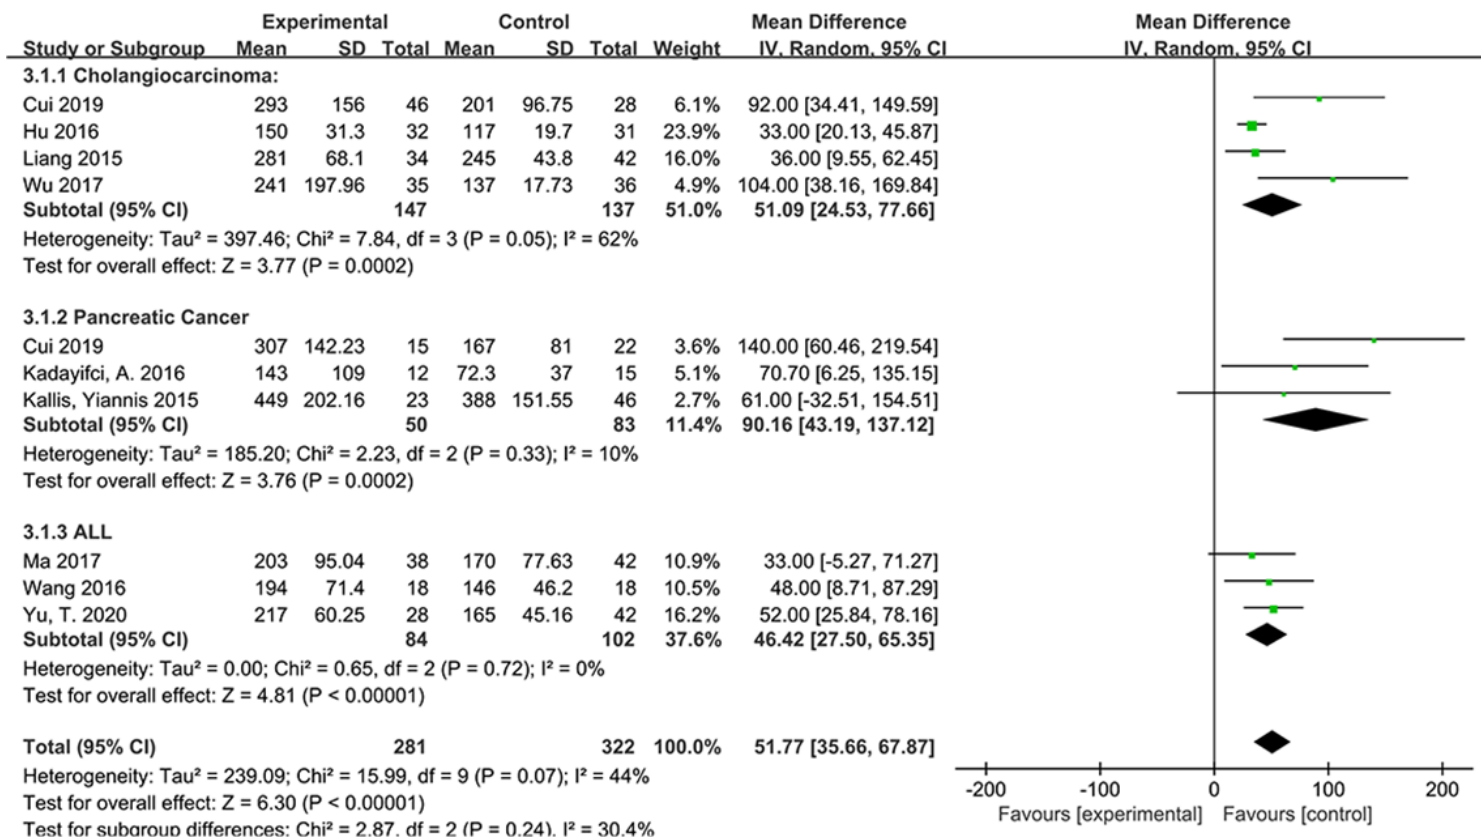 Experimental Control Mean Difference Mean Difference
Study or Subgroup Mean SD Total Mean SD Total Weight IV, Random, 95% CI IV, Random, 95% CI
3.1.1 Cholangiocarcinoma:
Cui 2019 293 156 46 201 96.75 28 6.1% 92.00 [34.41, 149.59]
Hu 2016 150 31.3 32 117 19.7 31 23.9% 33.00 [20.13, 45.87]
Liang 2015 281 68.1 34 245 43.8 42 16.0% 36.00 [9.55, 62.45]
Wu 2017 241 197.96 35 137 17.73 36 4.9% 104.00 [38.16, 169.84]
Subtotal (95% CI) 147 137 51.0% 51.09 [24.53, 77.66]
Heterogeneity: Tau² = 397.46; Chi² = 7.84, df = 3 (P = 0.05); I² = 62%
Test for overall effect: Z = 3.77 (P = 0.0002)
3.1.2 Pancreatic Cancer
Cui 2019 307 142.23 15 167 81 22 3.6% 140.00 [60.46, 219.54]
Kadayifci, A. 2016 143 109 12 72.3 37 15 5.1% 70.70 [6.25, 135.15]
Kallis, Yiannis 2015 449 202.16 23 388 151.55 46 2.7% 61.00 [-32.51, 154.51]
Subtotal (95% CI) 50 83 11.4% 90.16 [43.19, 137.12]
Heterogeneity: Tau² = 185.20; Chi² = 2.23, df = 2 (P = 0.33); I² = 10%
Test for overall effect: Z = 3.76 (P = 0.0002)
3.1.3 ALL
Ma 2017 203 95.04 38 170 77.63 42 10.9% 33.00 [-5.27, 71.27]
Wang 2016 194 71.4 18 146 46.2 18 10.5% 48.00 [8.71, 87.29]
Yu, T. 2020 217 60.25 28 165 45.16 42 16.2% 52.00 [25.84, 78.16]
Subtotal (95% CI) 84 102 37.6% 46.42 [27.50, 65.35]
Heterogeneity: Tau² = 0.00; Chi² = 0.65, df = 2 (P = 0.72); I² = 0%
Test for overall effect: Z = 4.81 (P < 0.00001)
Total (95% CI) 281 322 100.0% 51.77 [35.66, 67.87]
Heterogeneity: Tau² = 239.09; Chi² = 15.99, df = 9 (P = 0.07); I² = 44%
Test for overall effect: Z = 6.30 (P < 0.00001)
Test for subgroup differences: Chi² = 2.87, df = 2 (P = 0.24), I² = 30.4%
-200 -100 0 100 200
Favours [experimental] Favours [control]